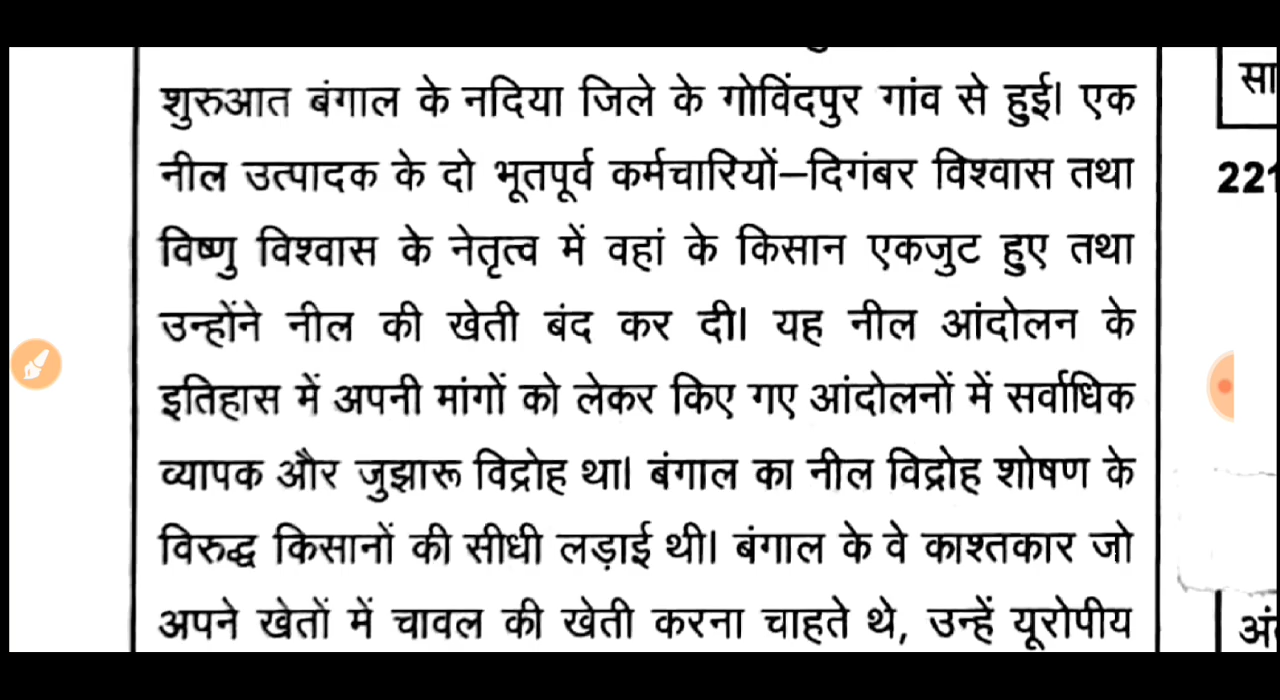 शुरुआत बंगाल के नदिया जिले के गोविंदपुर गांव से हुई। एक
नील उत्पादक के दो भूतपूर्व कर्मचारियों–दिगंबर विश्वास तथा
विष्णु विश्वास के नेतृत्व में वहां के किसान एकजुट हुए तथा
उन्होंने नील की खेती बंद कर दी। यह नील आंदोलन के
इतिहास में अपनी मांगों को लेकर किए गए आंदोलनों में सर्वाधिक
व्यापक और जुझारू विद्रोह था। बंगाल का नील विद्रोह शोषण के
विरुद्ध किसानों की सीधी लड़ाई थी। बंगाल के वे काश्तकार जो
अपने खेतों में चावल की खेती करना चाहते थे, उन्हें यूरोपीय
सा
221
अं